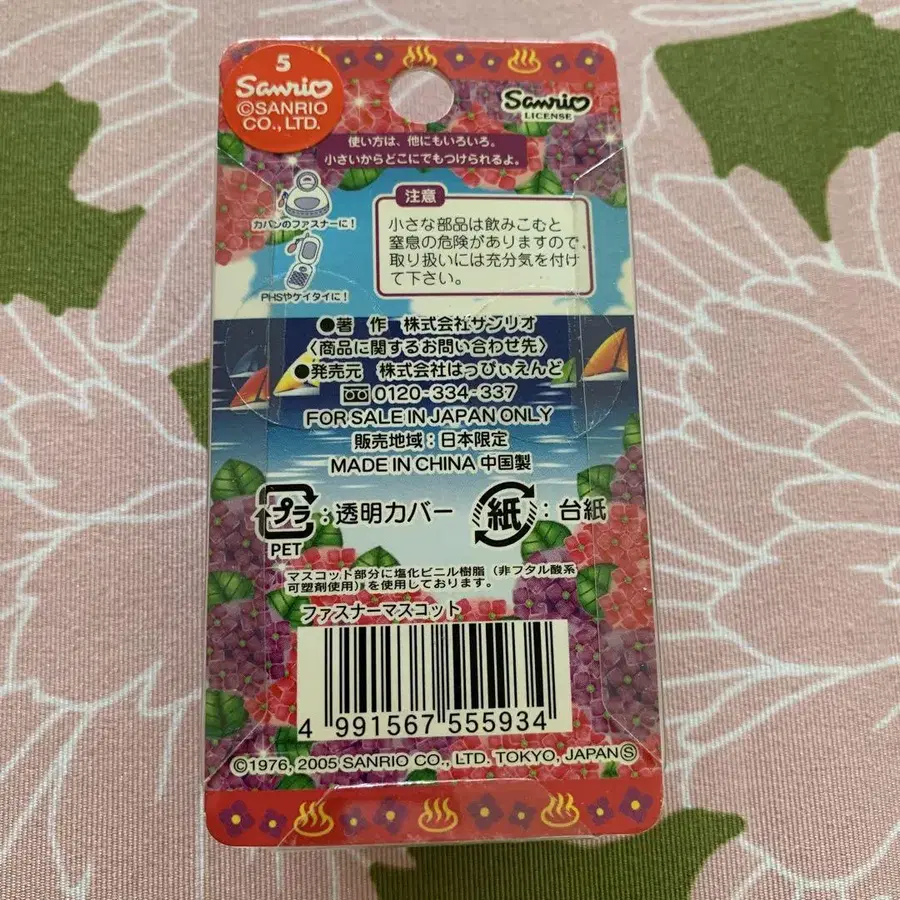 5
Sanrio
©SANRIO
CO., LTD.
Sanrio
LICENSE
使い方は、他にもいろいろ。
小さいからどこにでもつけられるよ。
カバンのファスナーに!
PHSやケイタイに!
注意
小さな部品は飲みこむと
窒息の危険がありますので、
取り扱いには充分気を付け
て下さい。
●著 作 株式会社サンリオ
〈商品に関するお問い合わせ先〉
●発売元 株式会社はっぴぃえんど
0120-334-337
FOR SALE IN JAPAN ONLY
販売地域:日本限定
MADE IN CHINA 中国製
プラ:透明カバー
PET
紙:台紙
マスコット部分に塩化ビニル樹脂(非フタル酸系
可塑剤使用)を使用しております。
ファスナーマスコット
4 991567 555934
©1976, 2005 SANRIO CO., LTD. TOKYO, JAPAN Ⓢ